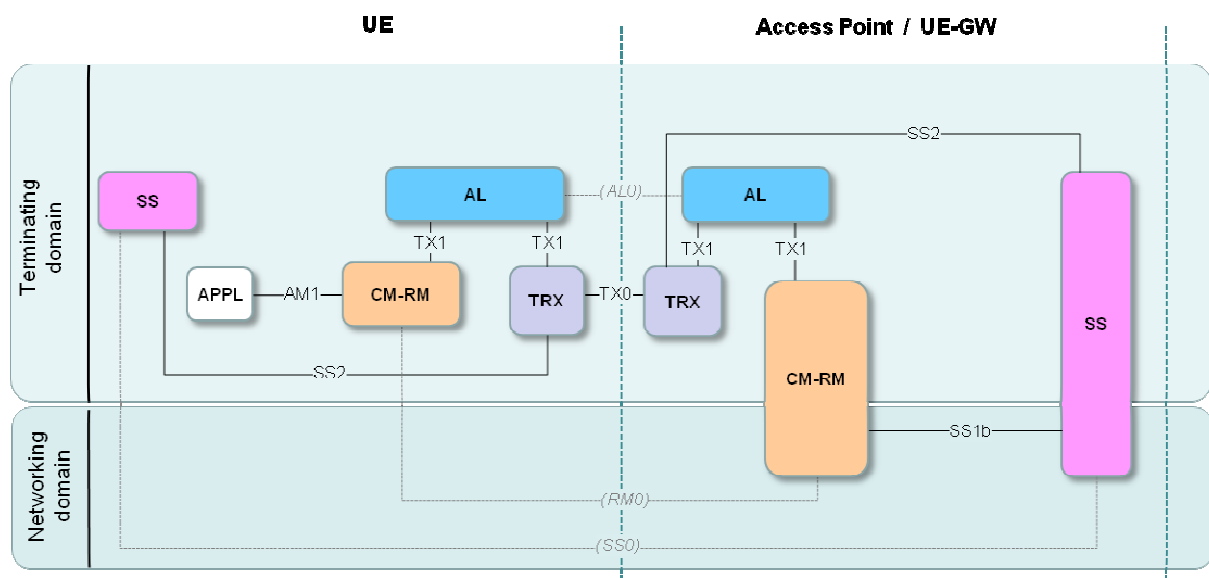 UE
Access Point / UE-GW
Terminating
domain
SS2
SS
AL
(AL0)
AL
TX1
TX1
TX1
TX1
APPL
AM1
CM-RM
TRX
TX0
TRX
SS
SS2
CM-RM
Networking
domain
SS1b
(RM0)
(SS0)